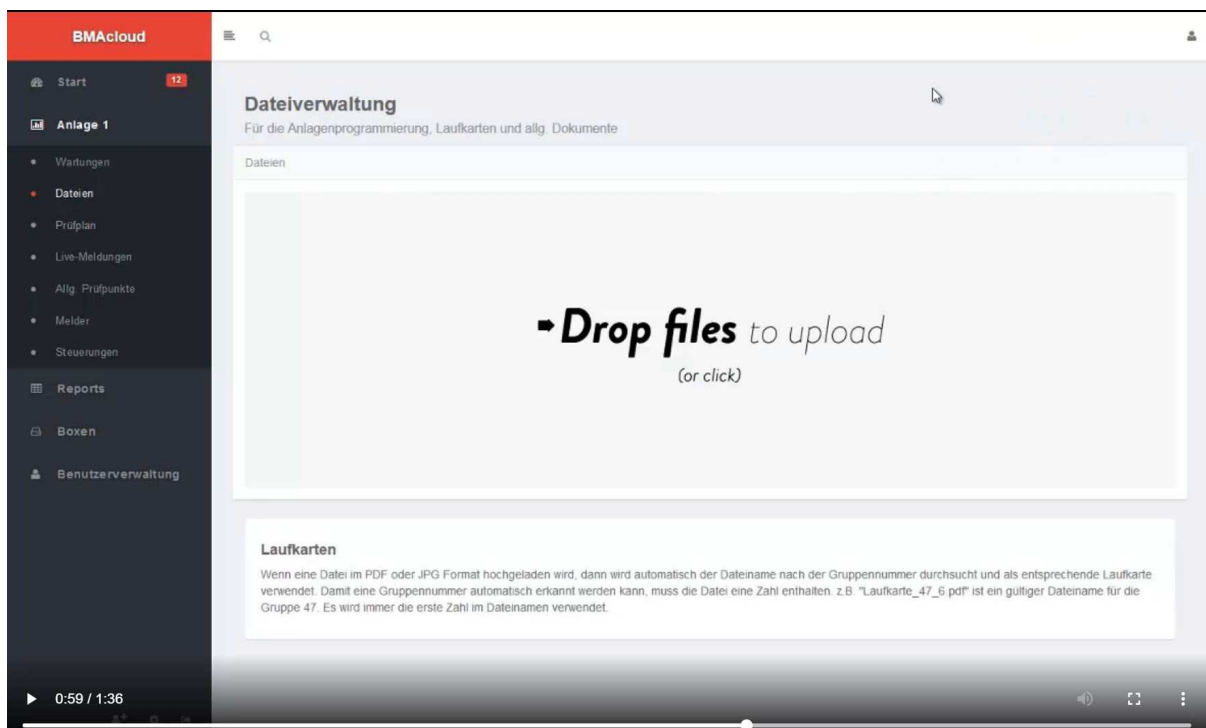 BMAcloud
Start 12
Anlage 1
Wartungen
Dateien
Prüfplan
Live-Meldungen
Allg. Prüfpunkte
Melder
Steuerungen
Reports
Boxen
Benutzerverwaltung
Dateiverwaltung
Für die Anlagenprogrammierung, Laufkarten und allg. Dokumente
Dateien
Drop files to upload
(or click)
Laufkarten
Wenn eine Datei im PDF oder JPG Format hochgeladen wird, dann wird automatisch der Dateiname nach der Gruppennummer durchsucht und als entsprechende Laufkarte
verwendet. Damit eine Gruppennummer automatisch erkannt werden kann, muss die Datei eine Zahl enthalten. z.B. "Laufkarte_47_6.pdf" ist ein gültiger Dateiname für die
Gruppe 47. Es wird immer die erste Zahl im Dateinamen verwendet.
0:59 / 1:36